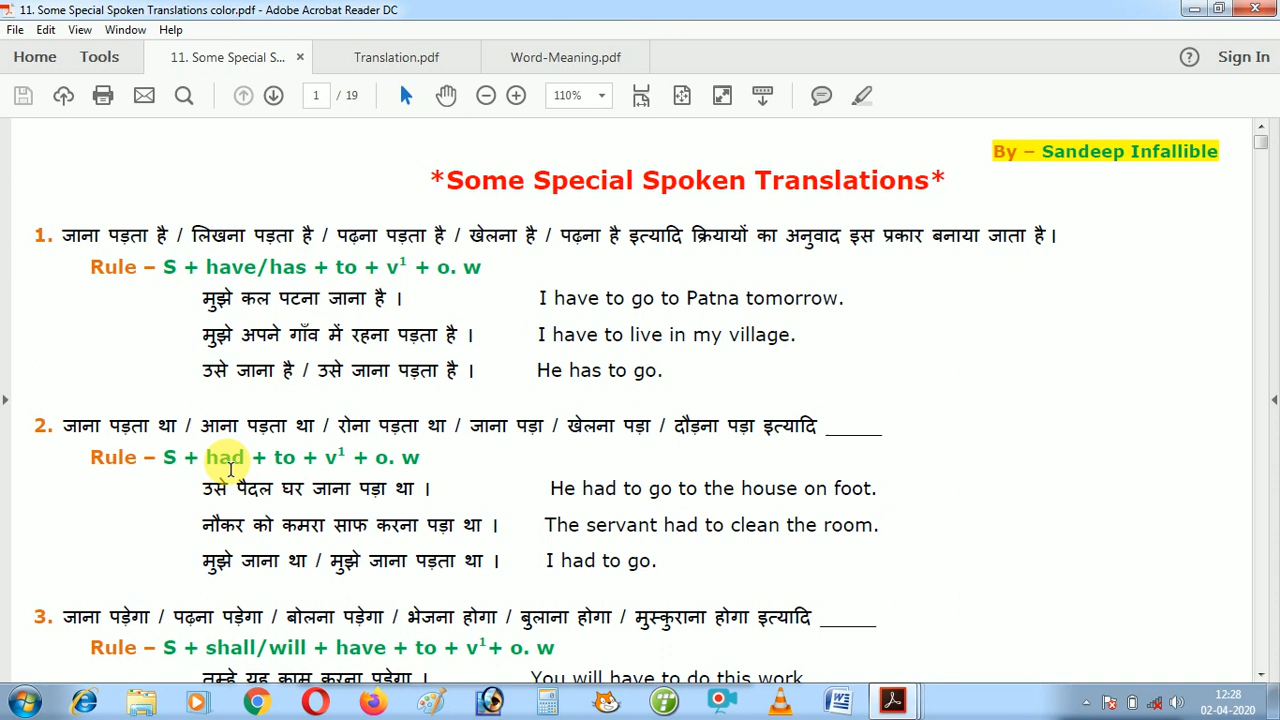 11. Some Special Spoken Translations color.pdf - Adobe Acrobat Reader DC
File Edit View Window Help
Home Tools 11. Some Special S... × Translation.pdf Word-Meaning.pdf ? Sign In
1 / 19 110%
By – Sandeep Infallible
*Some Special Spoken Translations*
1. जाना पड़ता है / लिखना पड़ता है / पढ़ना पड़ता है / खेलना है / पढ़ना है इत्यादि क्रियायों का अनुवाद इस प्रकार बनाया जाता है।
Rule – S + have/has + to + v¹ + o. w
मुझे कल पटना जाना है । I have to go to Patna tomorrow.
मुझे अपने गाँव में रहना पड़ता है । I have to live in my village.
उसे जाना है / उसे जाना पड़ता है । He has to go.
2. जाना पड़ता था / आना पड़ता था / रोना पड़ता था / जाना पड़ा / खेलना पड़ा / दौड़ना पड़ा इत्यादि _____
Rule – S + had + to + v¹ + o. w
उसे पैदल घर जाना पड़ा था । He had to go to the house on foot.
नौकर को कमरा साफ करना पड़ा था । The servant had to clean the room.
मुझे जाना था / मुझे जाना पड़ता था । I had to go.
3. जाना पड़ेगा / पढ़ना पड़ेगा / बोलना पड़ेगा / भेजना होगा / बुलाना होगा / मुस्कुराना होगा इत्यादि _____
Rule – S + shall/will + have + to + v¹+ o. w
तुम्हे यह काम करना पड़ेगा । You will have to do this work
12:28
02-04-2020